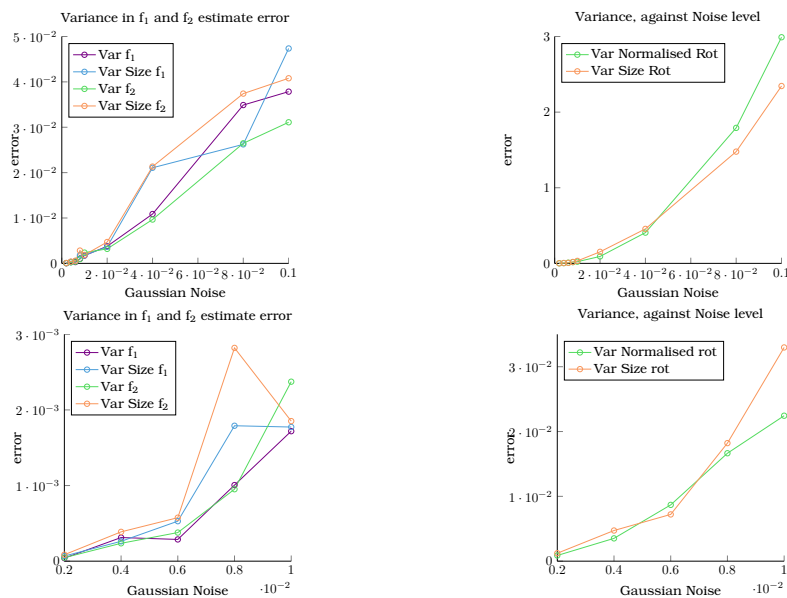 Variance in f₁ and f₂ estimate error
5 · 10⁻²
4 · 10⁻²
3 · 10⁻²
2 · 10⁻²
1 · 10⁻²
0
error
Var f₁
Var Size f₁
Var f₂
Var Size f₂
0 2 · 10⁻² 4 · 10⁻² 6 · 10⁻² 8 · 10⁻² 0.1
Gaussian Noise
Variance, against Noise level
3
2
1
0
error
Var Normalised Rot
Var Size Rot
0 2 · 10⁻² 4 · 10⁻² 6 · 10⁻² 8 · 10⁻² 0.1
Gaussian Noise
Variance in f₁ and f₂ estimate error
3 · 10⁻³
2 · 10⁻³
1 · 10⁻³
0
error
Var f₁
Var Size f₁
Var f₂
Var Size f₂
0.2 0.4 0.6 0.8 1
Gaussian Noise ·10⁻²
Variance, against Noise level
3 · 10⁻²
2 · 10⁻²
1 · 10⁻²
0
error
Var Normalised rot
Var Size rot
0.2 0.4 0.6 0.8 1
Gaussian Noise ·10⁻²